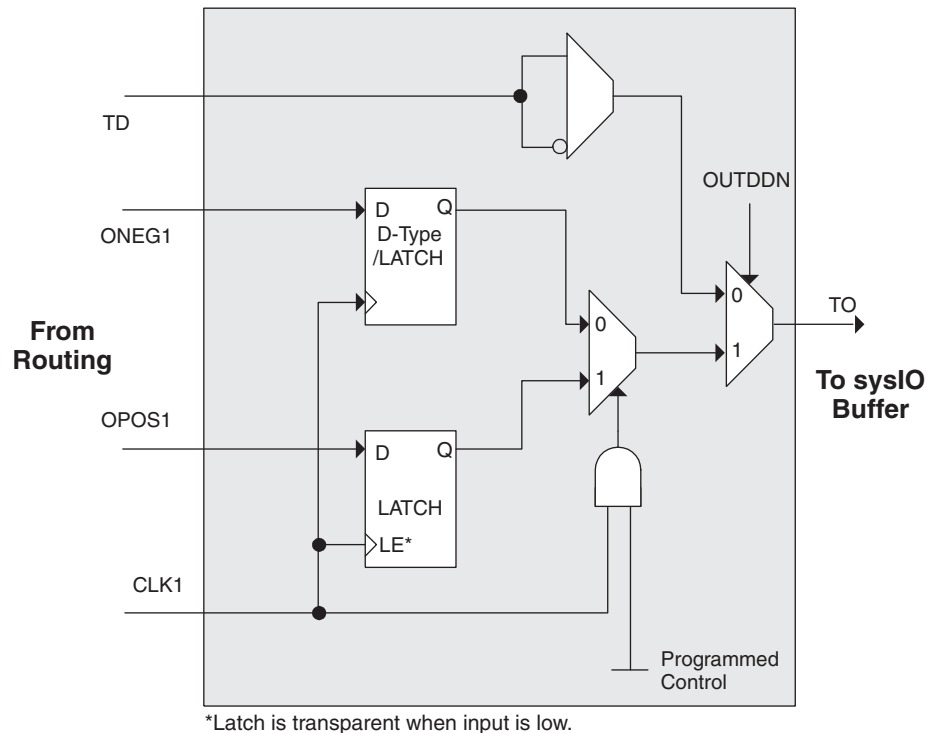 TD
OUTDDN
ONEG1
D Q
D-Type
/LATCH
0
TO
From
Routing
0
1
1
To sysIO
Buffer
OPOS1
D Q
LATCH
LE*
CLK1
Programmed
Control
*Latch is transparent when input is low.